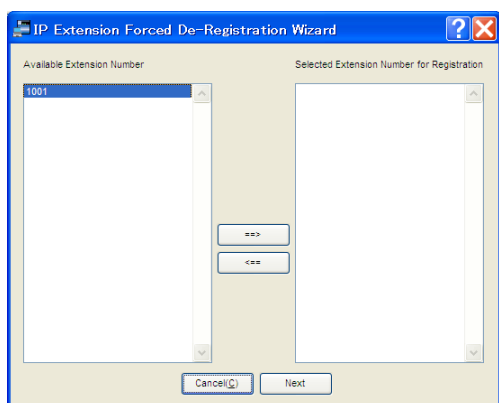 IP Extension Forced De-Registration Wizard
Available Extension Number
Selected Extension Number for Registration
1001
==>
<==
Cancel(C)
Next